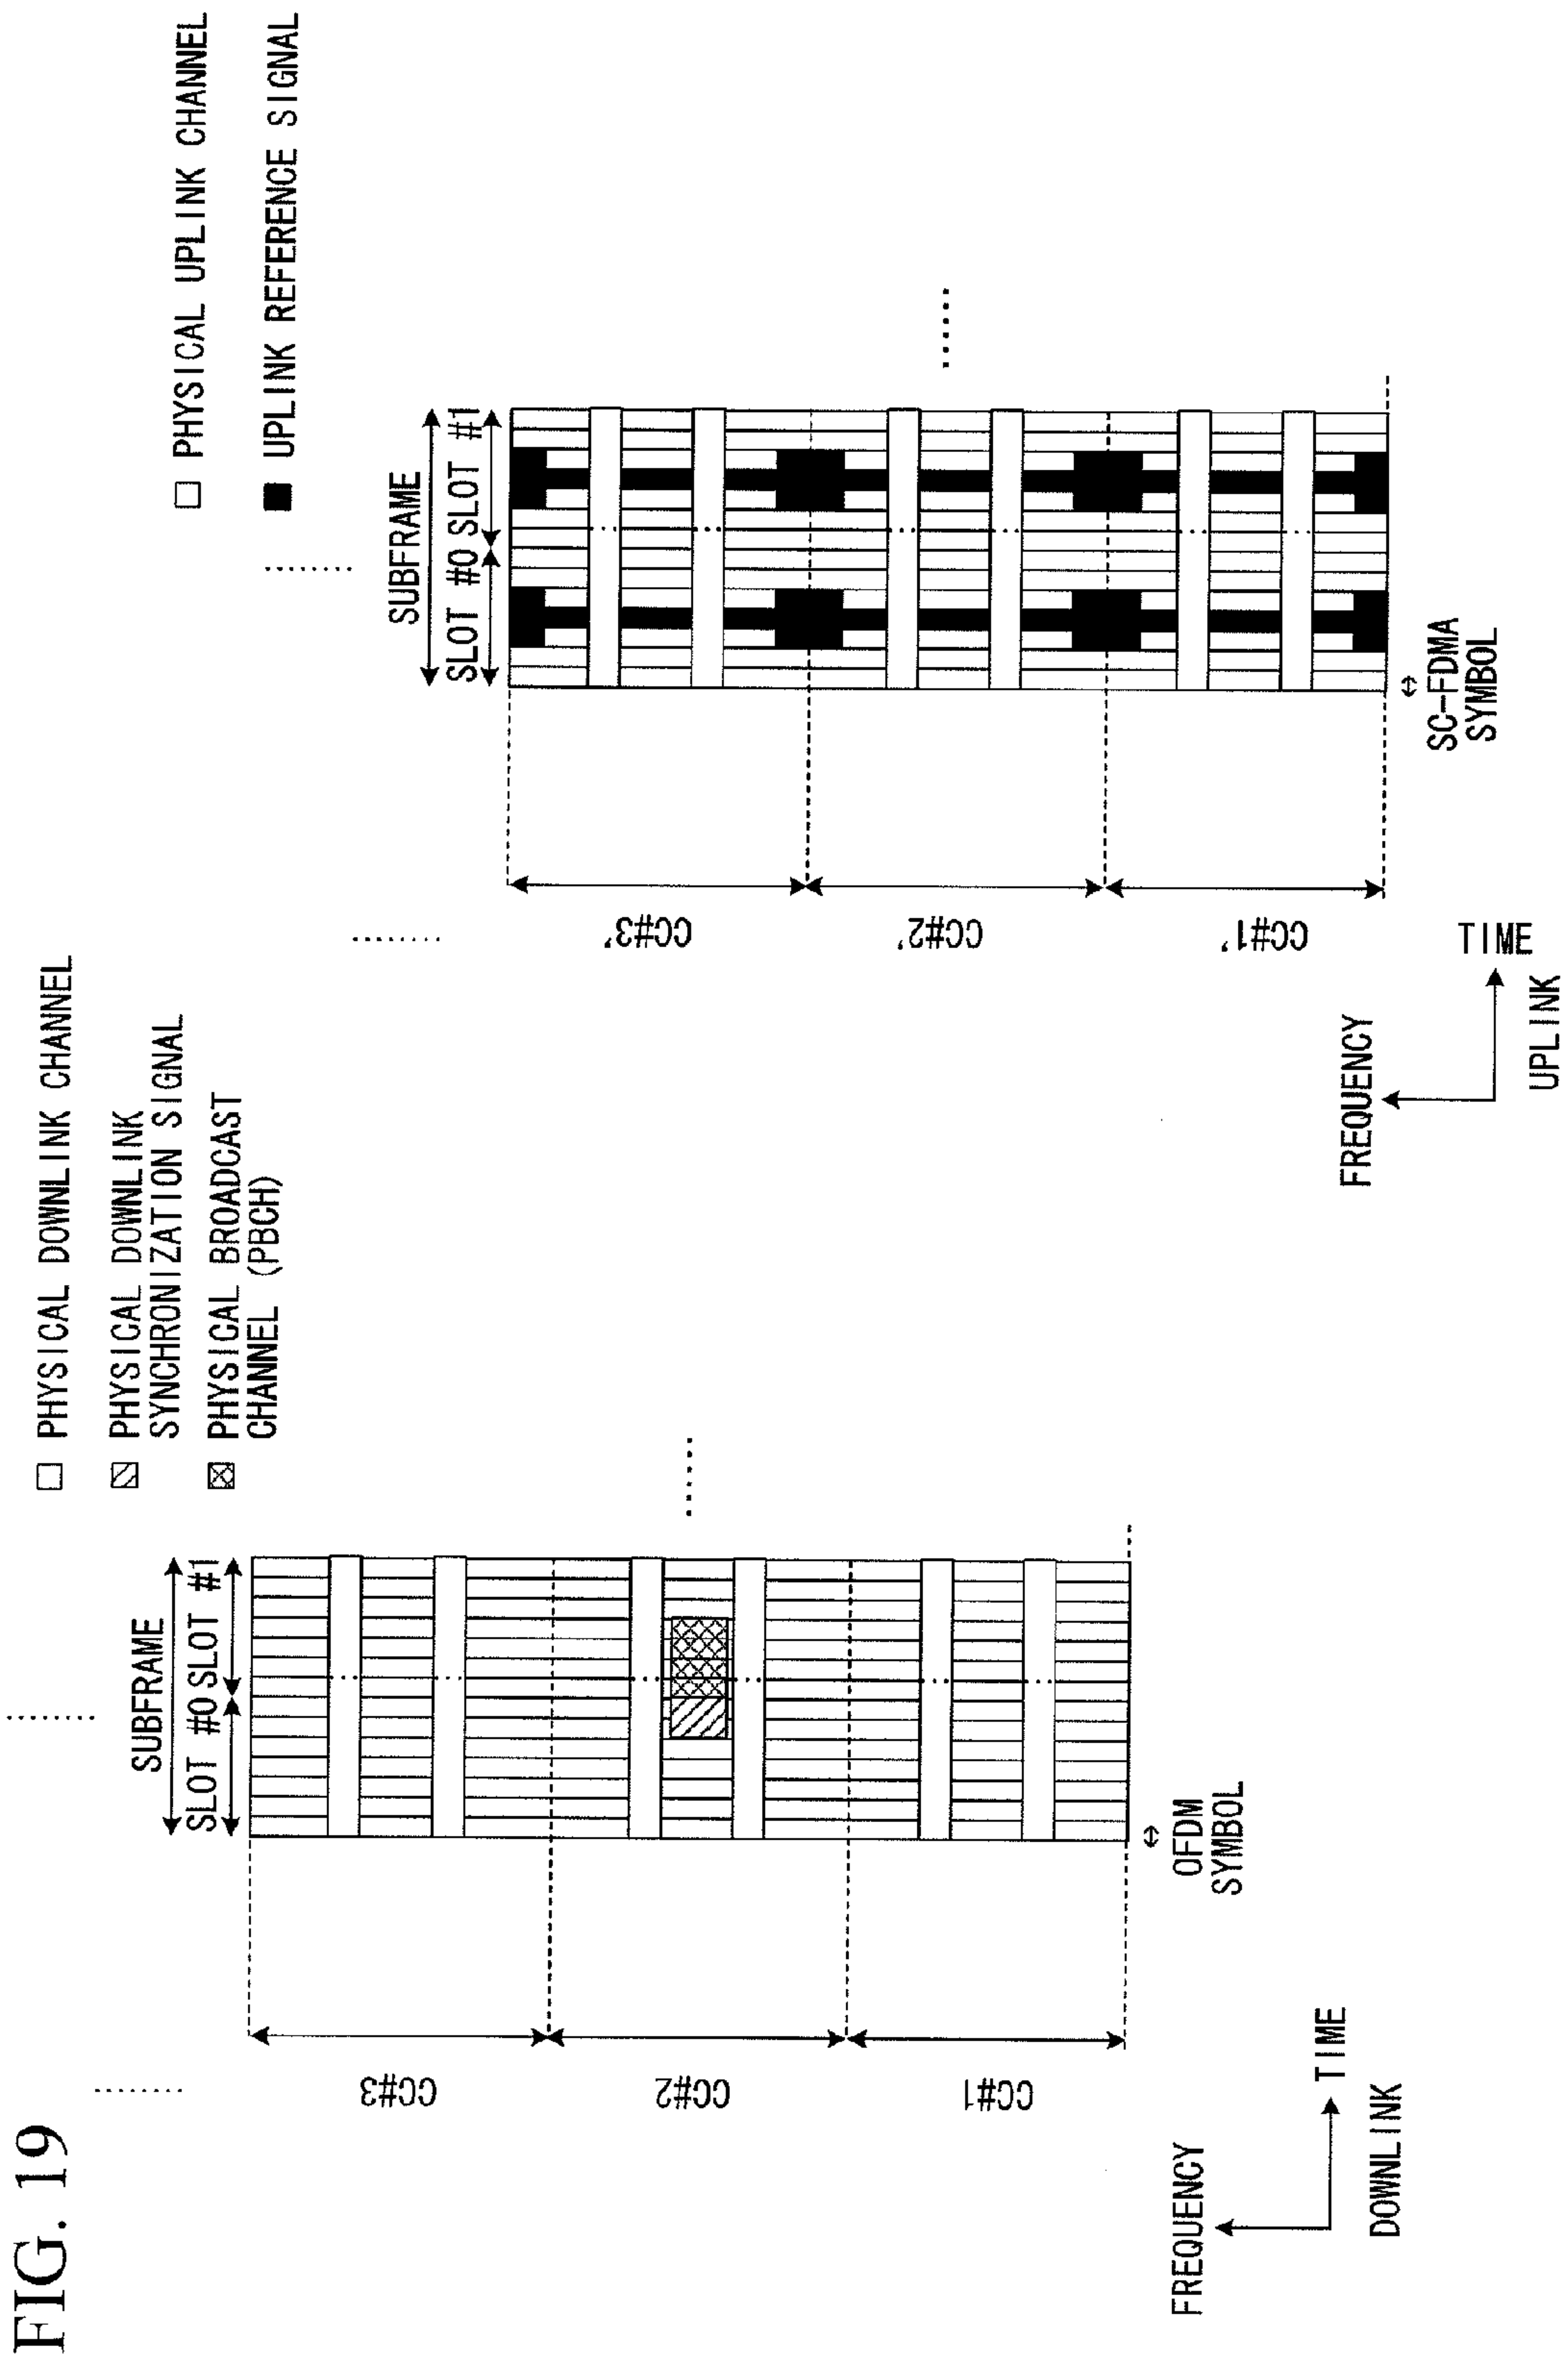 FIG. 19
□ PHYSICAL DOWNLINK CHANNEL
PHYSICAL DOWNLINK
SYNCHRONIZATION SIGNAL
PHYSICAL BROADCAST
CHANNEL (PBCH)
SUBFRAME
SLOT #0 SLOT #1
CC#3
CC#2
CC#1
OFDM
SYMBOL
FREQUENCY
TIME
DOWNLINK
□ PHYSICAL UPLINK CHANNEL
■ UPLINK REFERENCE SIGNAL
SUBFRAME
SLOT #0 SLOT #1
CC#3'
CC#2'
CC#1'
SC-FDMA
SYMBOL
FREQUENCY
TIME
UPLINK